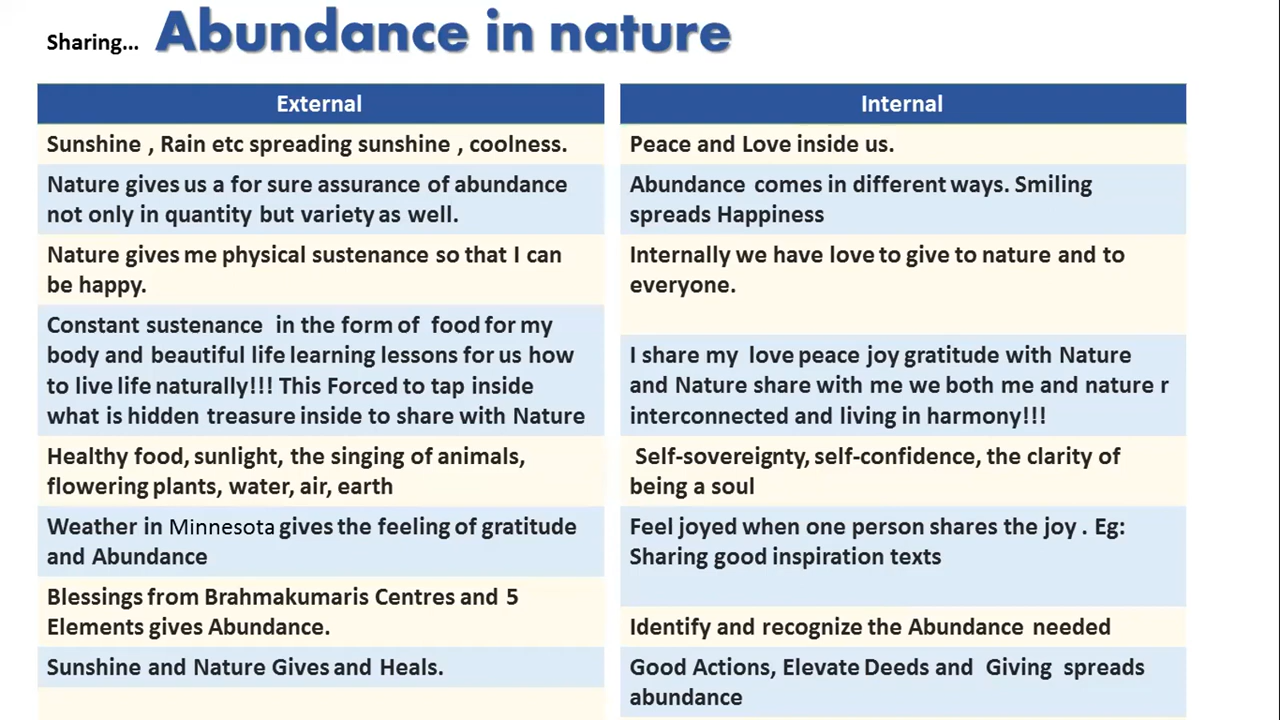 Sharing... Abundance in nature
External
Sunshine , Rain etc spreading sunshine , coolness.
Nature gives us a for sure assurance of abundance
not only in quantity but variety as well.
Nature gives me physical sustenance so that I can
be happy.
Constant sustenance in the form of food for my
body and beautiful life learning lessons for us how
to live life naturally!!! This Forced to tap inside
what is hidden treasure inside to share with Nature
Healthy food, sunlight, the singing of animals,
flowering plants, water, air, earth
Weather in Minnesota gives the feeling of gratitude
and Abundance
Blessings from Brahmakumaris Centres and 5
Elements gives Abundance.
Sunshine and Nature Gives and Heals.
Internal
Peace and Love inside us.
Abundance comes in different ways. Smiling
spreads Happiness
Internally we have love to give to nature and to
everyone.
I share my love peace joy gratitude with Nature
and Nature share with me we both me and nature r
interconnected and living in harmony!!!
Self-sovereignty, self-confidence, the clarity of
being a soul
Feel joyed when one person shares the joy . Eg:
Sharing good inspiration texts
Identify and recognize the Abundance needed
Good Actions, Elevate Deeds and Giving spreads
abundance